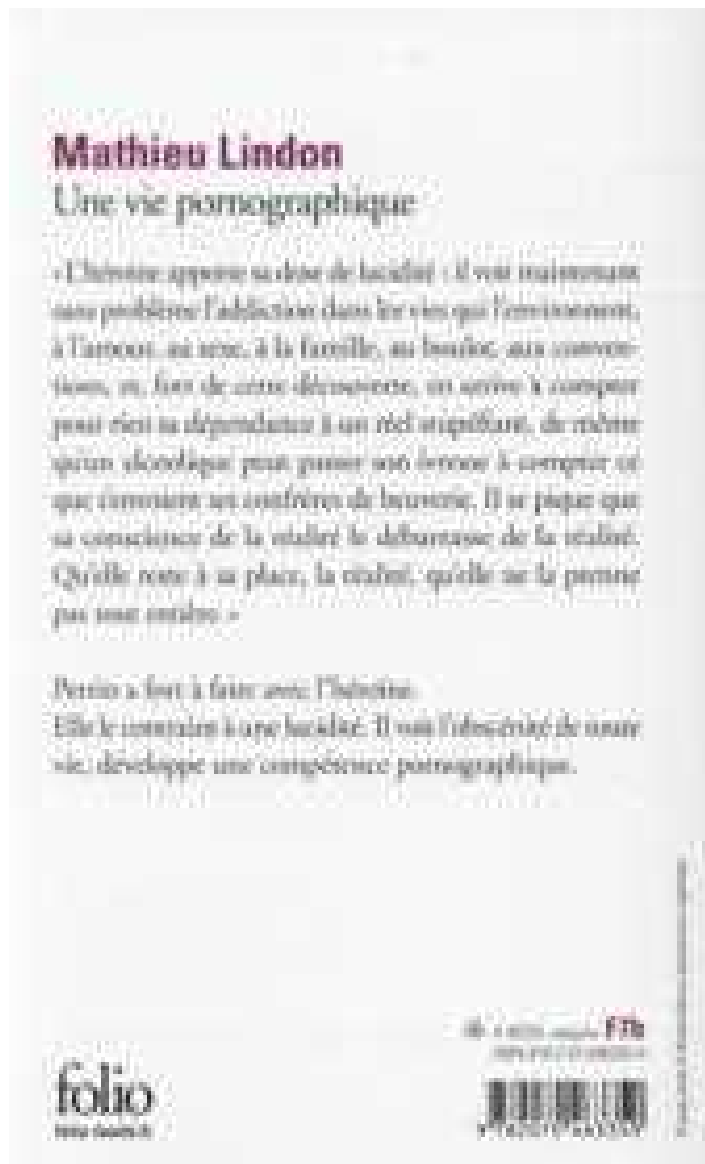 Mathieu Lindon
Une vie pornographique
« L'héroïne apporte sa dose de lucidité : il voit maintenant
sans problème l'addiction dans les vies qui l'environnent,
à l'amour, au sexe, à la famille, au boulot, aux conven-
tions, et, fort de cette découverte, en arrive à compter
pour rien sa dépendance à un réel stupéfiant, de même
qu'un alcoolique peut passer son ivresse à compter ce
que écluse ses confrères de beuverie. Il se pique que
sa conscience de la réalité le débarrasse de la réalité.
Qu'elle reste à sa place, la réalité, qu'elle ne la prenne
pas tout entière. »
Perrin a fort à faire avec l'héroïne.
Elle le contraint à une lucidité. Il voit l'obscénité de toute
vie, développe une compétence pornographique.
F7b
folio